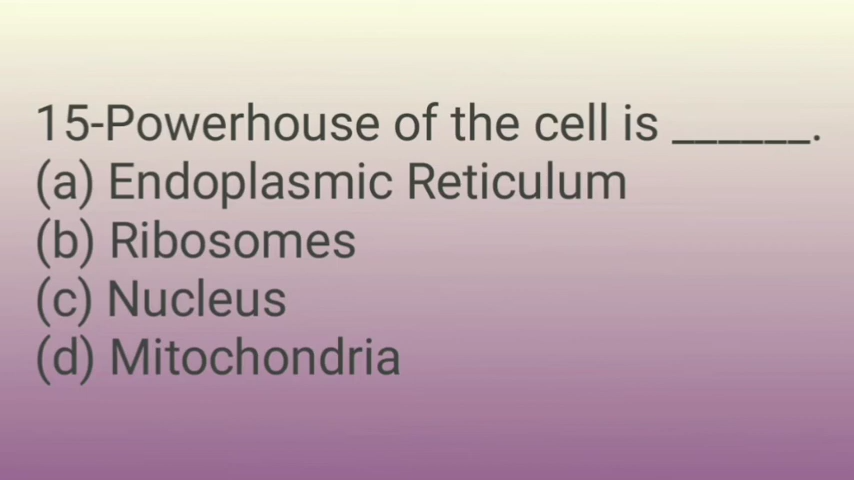 15-Powerhouse of the cell is ______.
(a) Endoplasmic Reticulum
(b) Ribosomes
(c) Nucleus
(d) Mitochondria